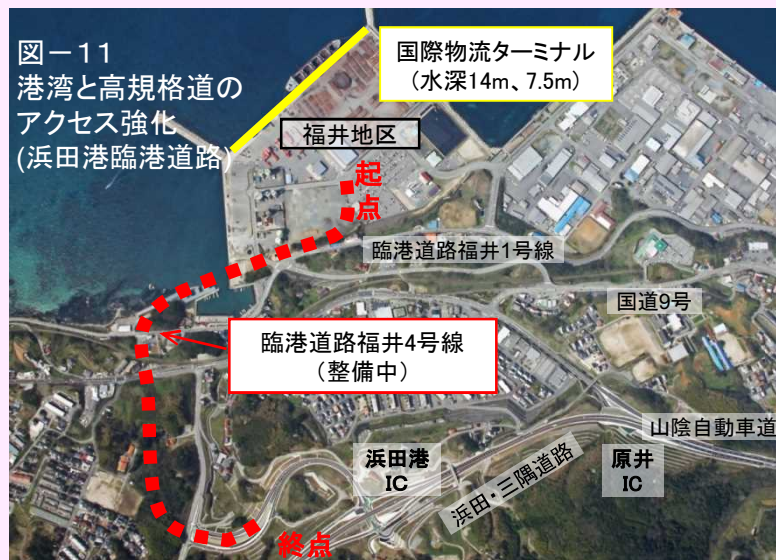 図－11
港湾と高規格道の
アクセス強化
(浜田港臨港道路)
国際物流ターミナル
（水深14m、7.5m）
福井地区
起
点
臨港道路福井1号線
国道9号
臨港道路福井4号線
（整備中）
山陰自動車道
浜田港
IC
浜田・三隅道路
原井
IC
終点